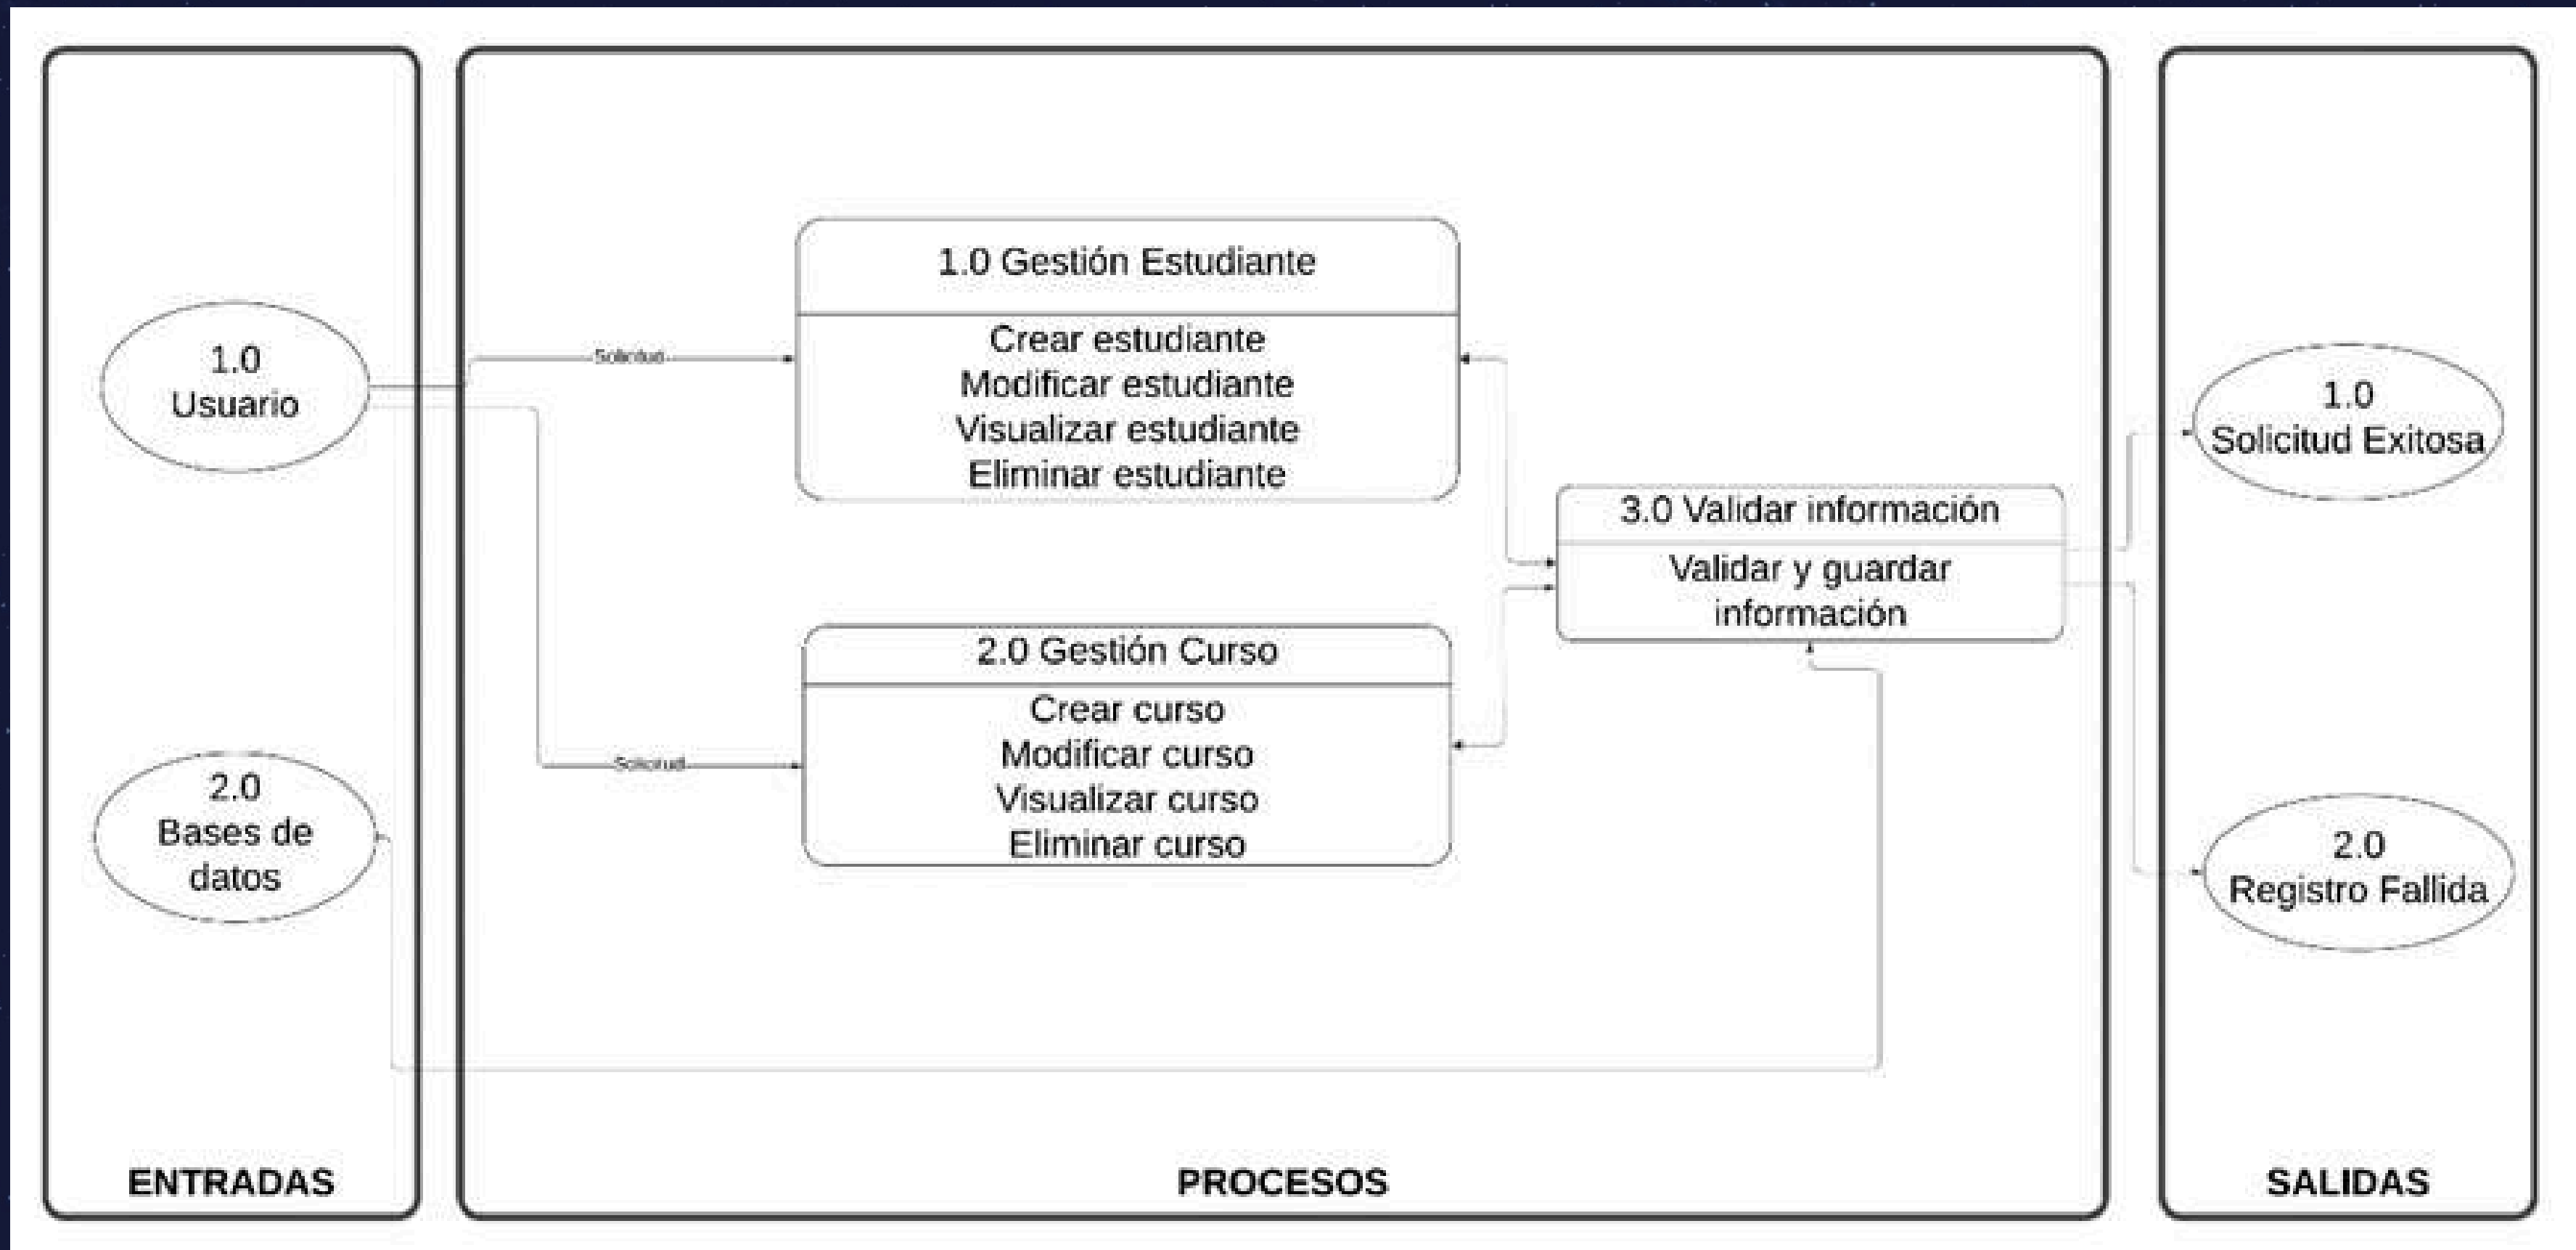 1.0
Usuario
2.0
Bases de
datos
ENTRADAS
Solicitud
Solicitud
1.0 Gestión Estudiante
Crear estudiante
Modificar estudiante
Visualizar estudiante
Eliminar estudiante
2.0 Gestión Curso
Crear curso
Modificar curso
Visualizar curso
Eliminar curso
3.0 Validar información
Validar y guardar
información
PROCESOS
1.0
Solicitud Exitosa
2.0
Registro Fallida
SALIDAS